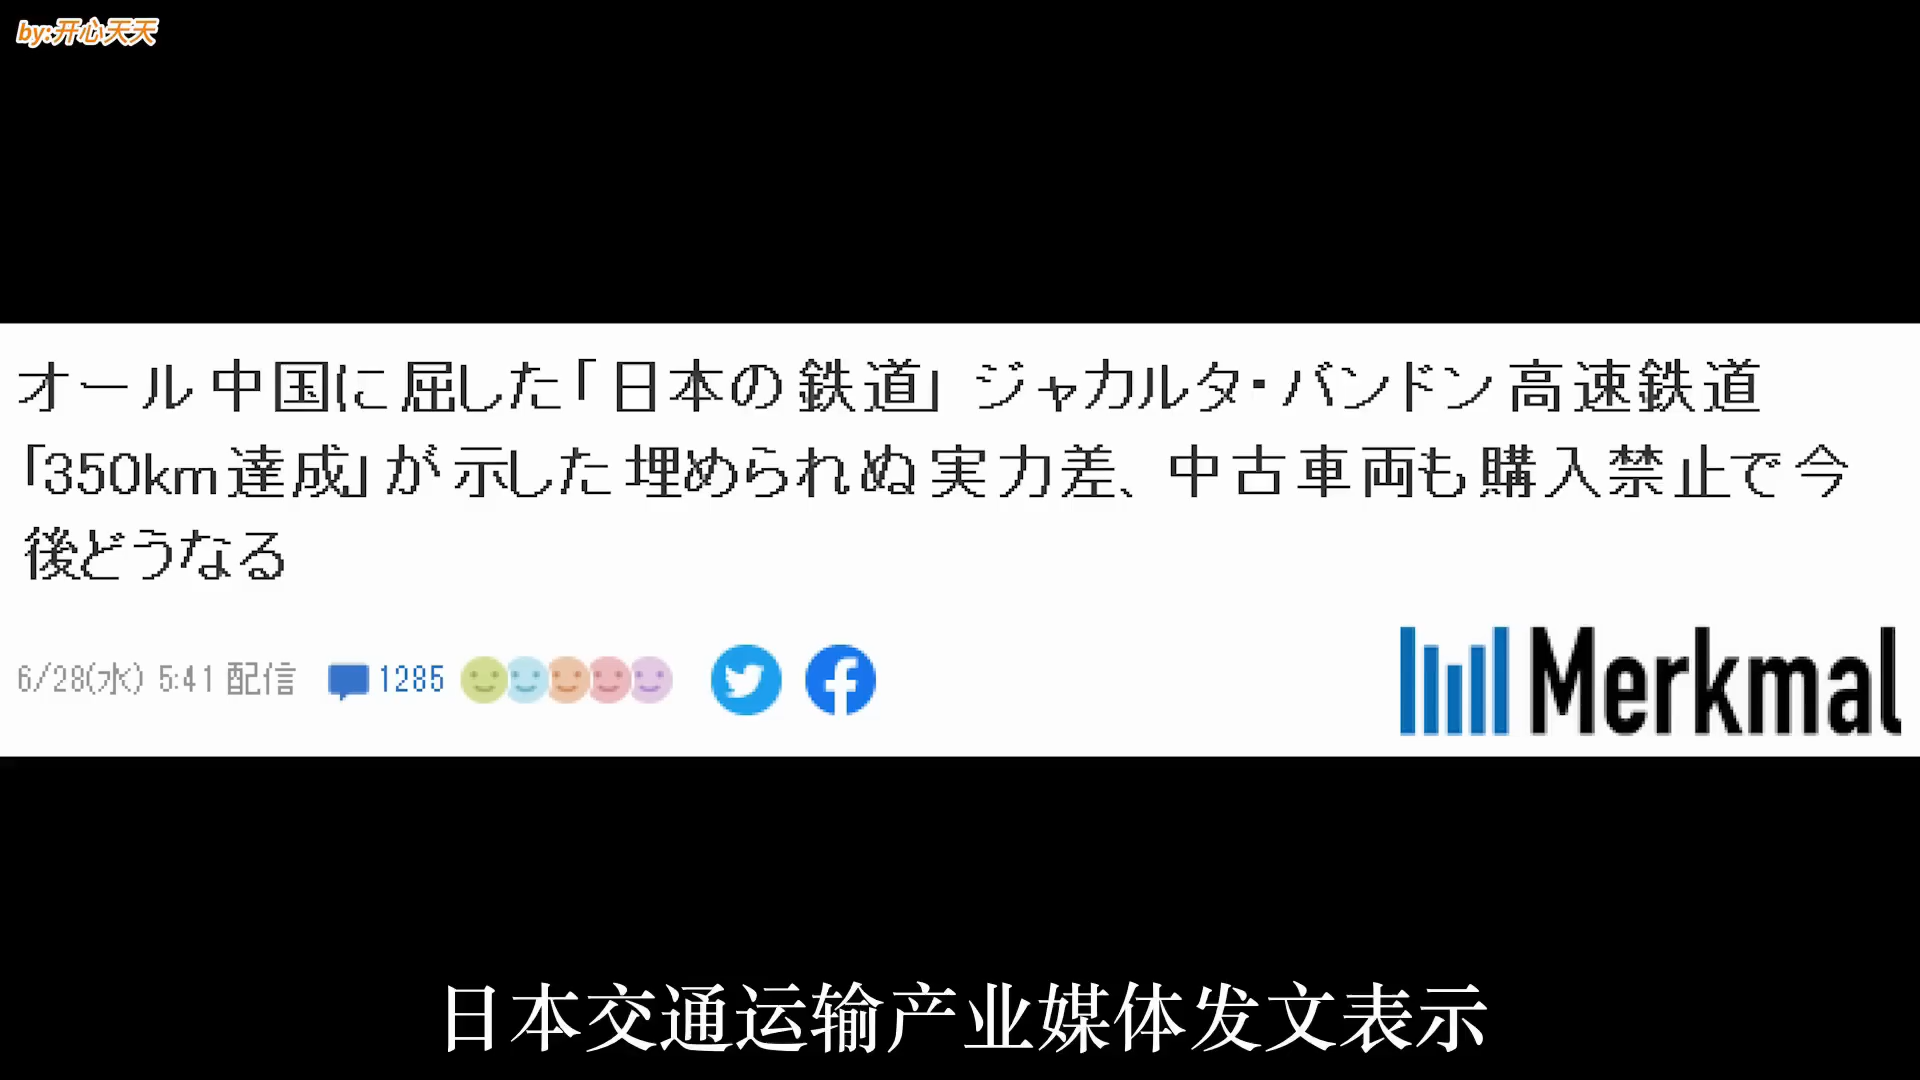 by:开心天天
オール中国に屈した「日本の鉄道」 ジャカルタ・バンドン高速鉄道
「350km達成」が示した埋められぬ実力差、中古車両も購入禁止で今
後どうなる
6/28(水) 5:41 配信 1285
Merkmal
日本交通运输产业媒体发文表示